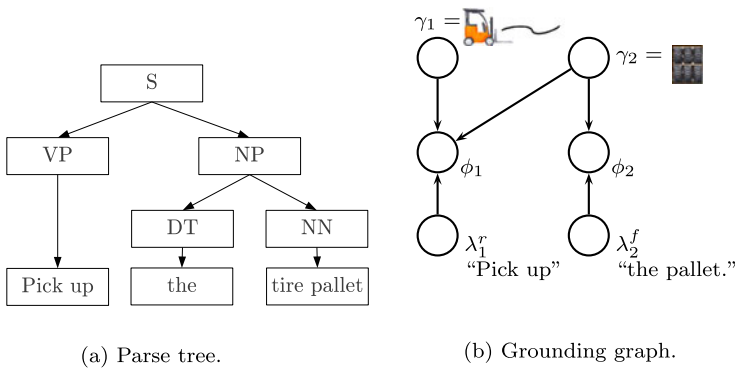 S
VP
NP
DT
NN
Pick up
the
tire pallet
(a) Parse tree.
γ₁ =
γ₂ =
ϕ₁
ϕ₂
λ₁ʳ
λ₂ᶠ
“Pick up”
“the pallet.”
(b) Grounding graph.